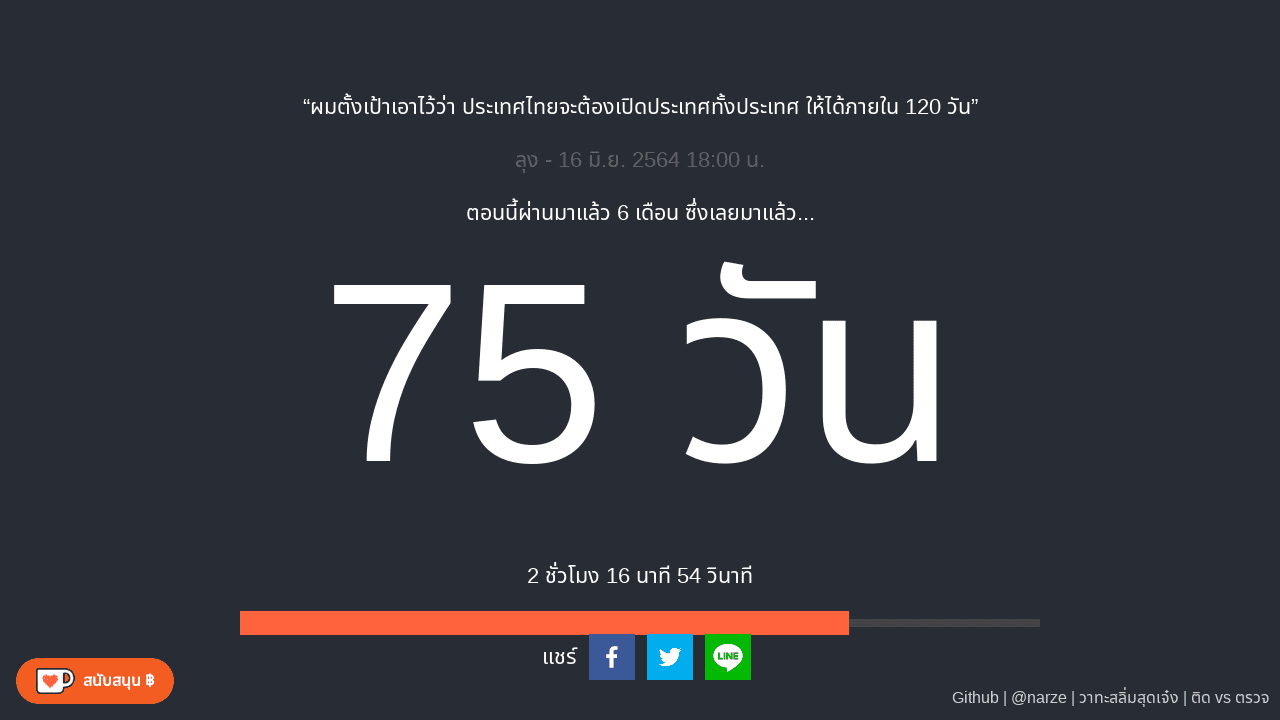 “ผมตั้งเป้าเอาไว้ว่า ประเทศไทยจะต้องเปิดประเทศทั้งประเทศ ให้ได้ภายใน 120 วัน”
ลุง - 16 มิ.ย. 2564 18:00 น.
ตอนนี้ผ่านมาแล้ว 6 เดือน ซึ่งเลยมาแล้ว...
75 วัน
2 ชั่วโมง 16 นาที 54 วินาที
แชร์
LINE
สนับสนุน ฿
Github | @narze | วาทะสลิ่มสุดเจ๋ง | ติด vs ตรวจ